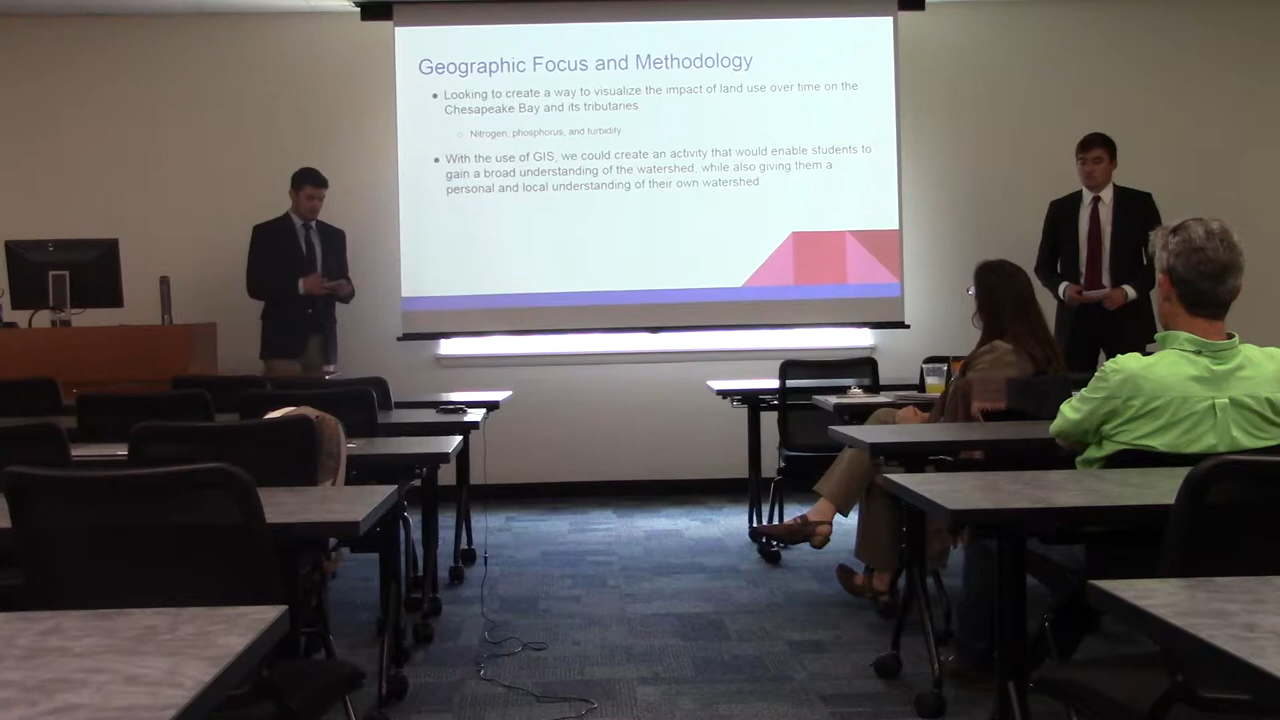 Geographic Focus and Methodology
● Looking to create a way to visualize the impact of land use over time on the
Chesapeake Bay and its tributaries
○ Nitrogen, phosphorus, and turbidity
● With the use of GIS, we could create an activity that would enable students to
gain a broad understanding of the watershed, while also giving them a
personal and local understanding of their own watershed